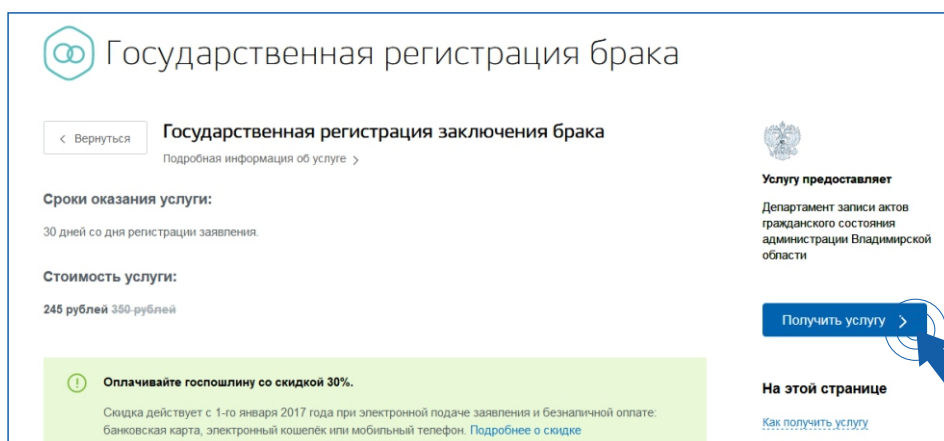 Государственная регистрация брака
Вернуться
Государственная регистрация заключения брака
Подробная информация об услуге
Сроки оказания услуги:
30 дней со дня регистрации заявления.
Стоимость услуги:
245 рублей 350 рублей
Оплачивайте госпошлину со скидкой 30%.
Скидка действует с 1-го января 2017 года при электронной подаче заявления и безналичной оплате:
банковская карта, электронный кошелёк или мобильный телефон. Подробнее о скидке
Услугу предоставляет
Департамент записи актов
гражданского состояния
администрации Владимирской
области
Получить услугу
На этой странице
Как получить услугу